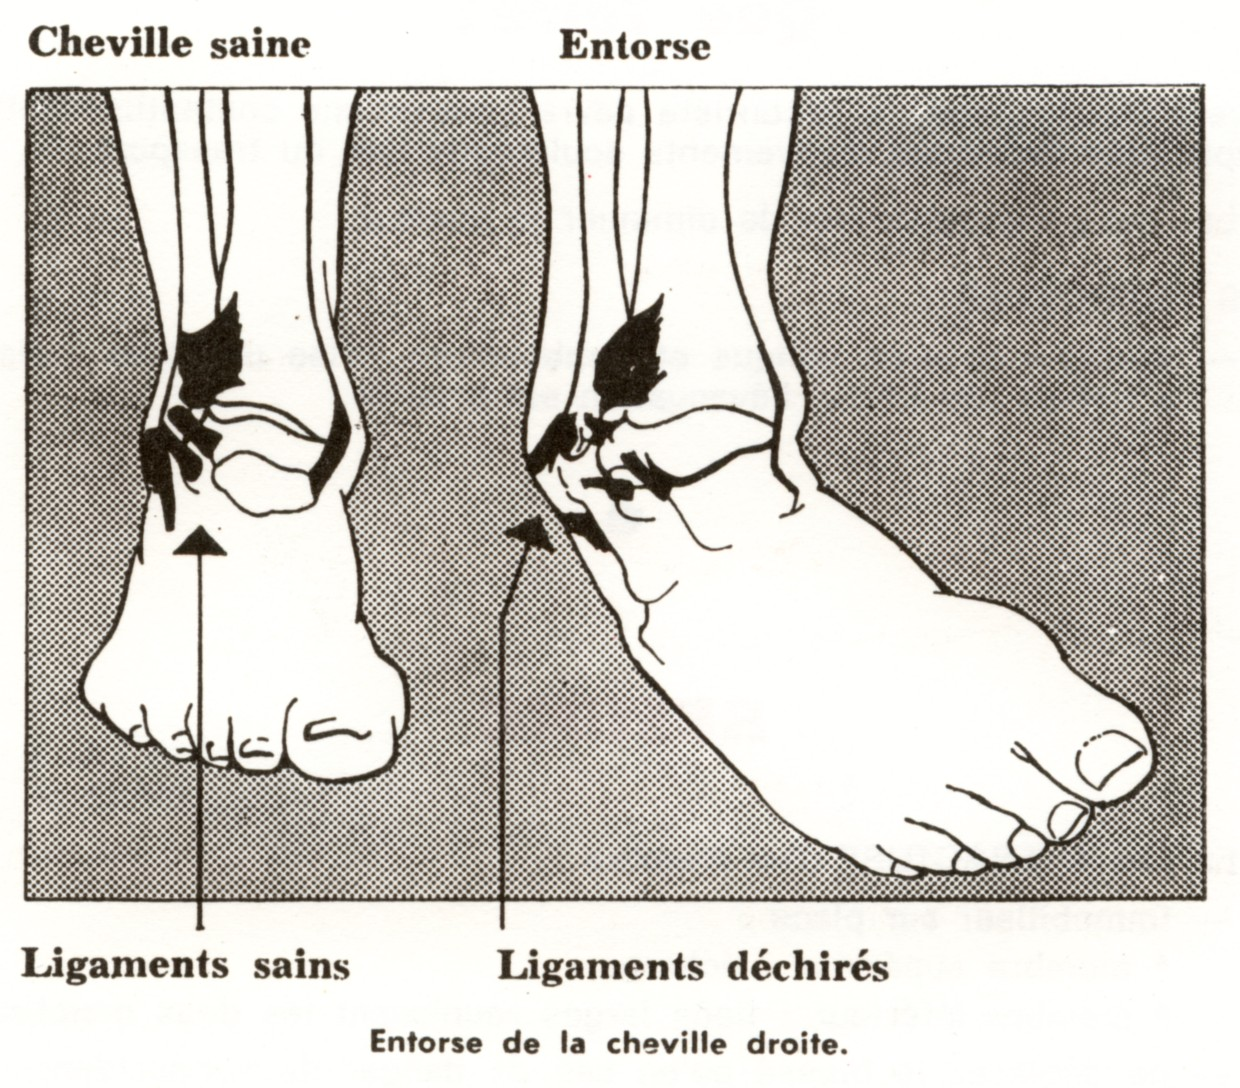 Cheville saine
Entorse
Ligaments sains
Ligaments déchirés
Entorse de la cheville droite.